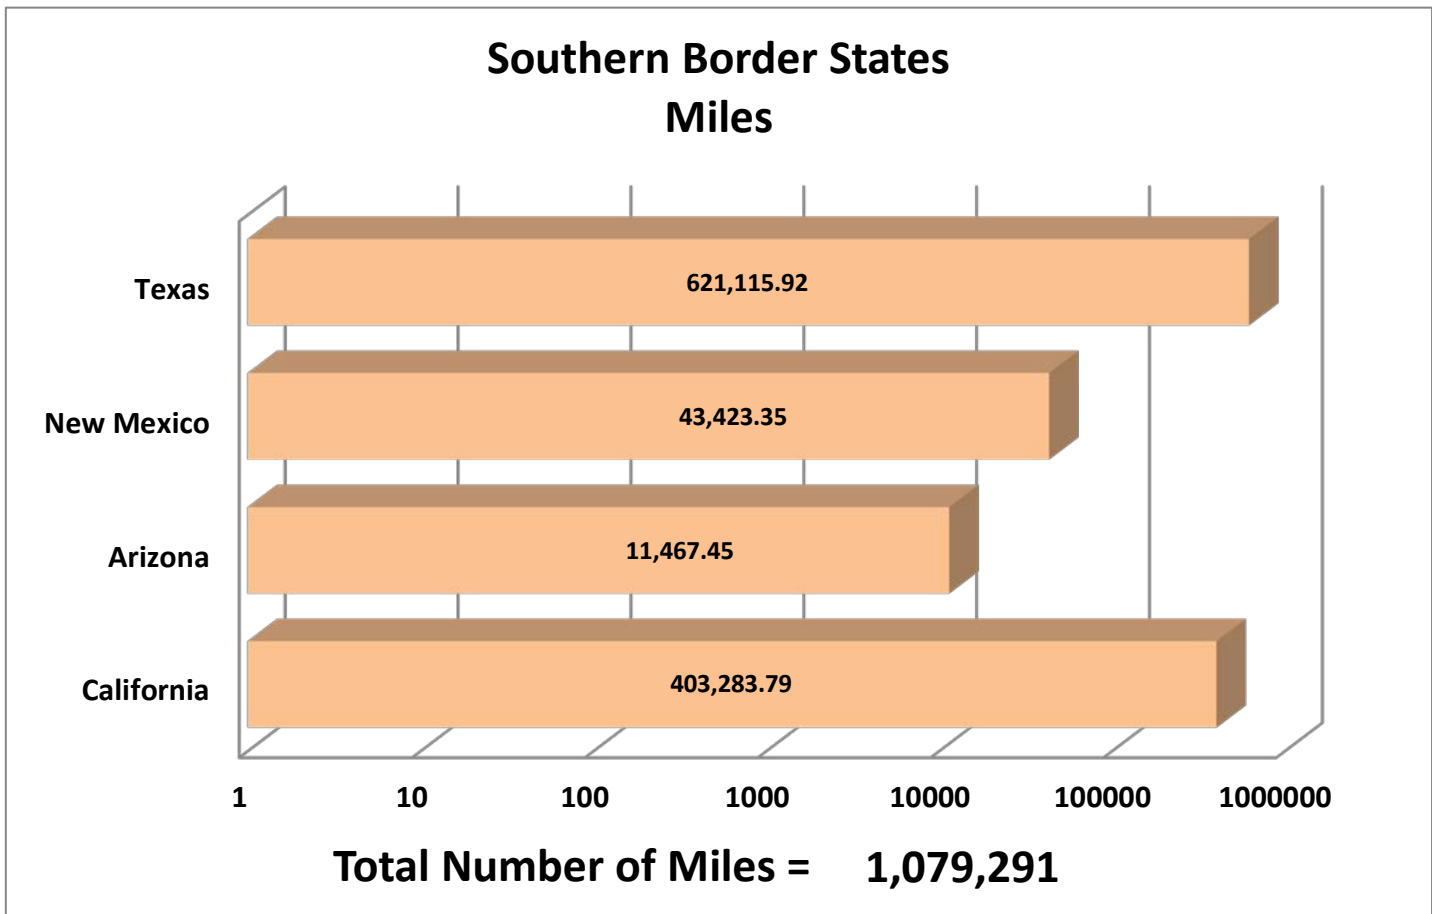 Southern Border States
Miles
Texas
621,115.92
New Mexico
43,423.35
Arizona
11,467.45
California
403,283.79
1 10 100 1000 10000 100000 1000000
Total Number of Miles = 1,079,291